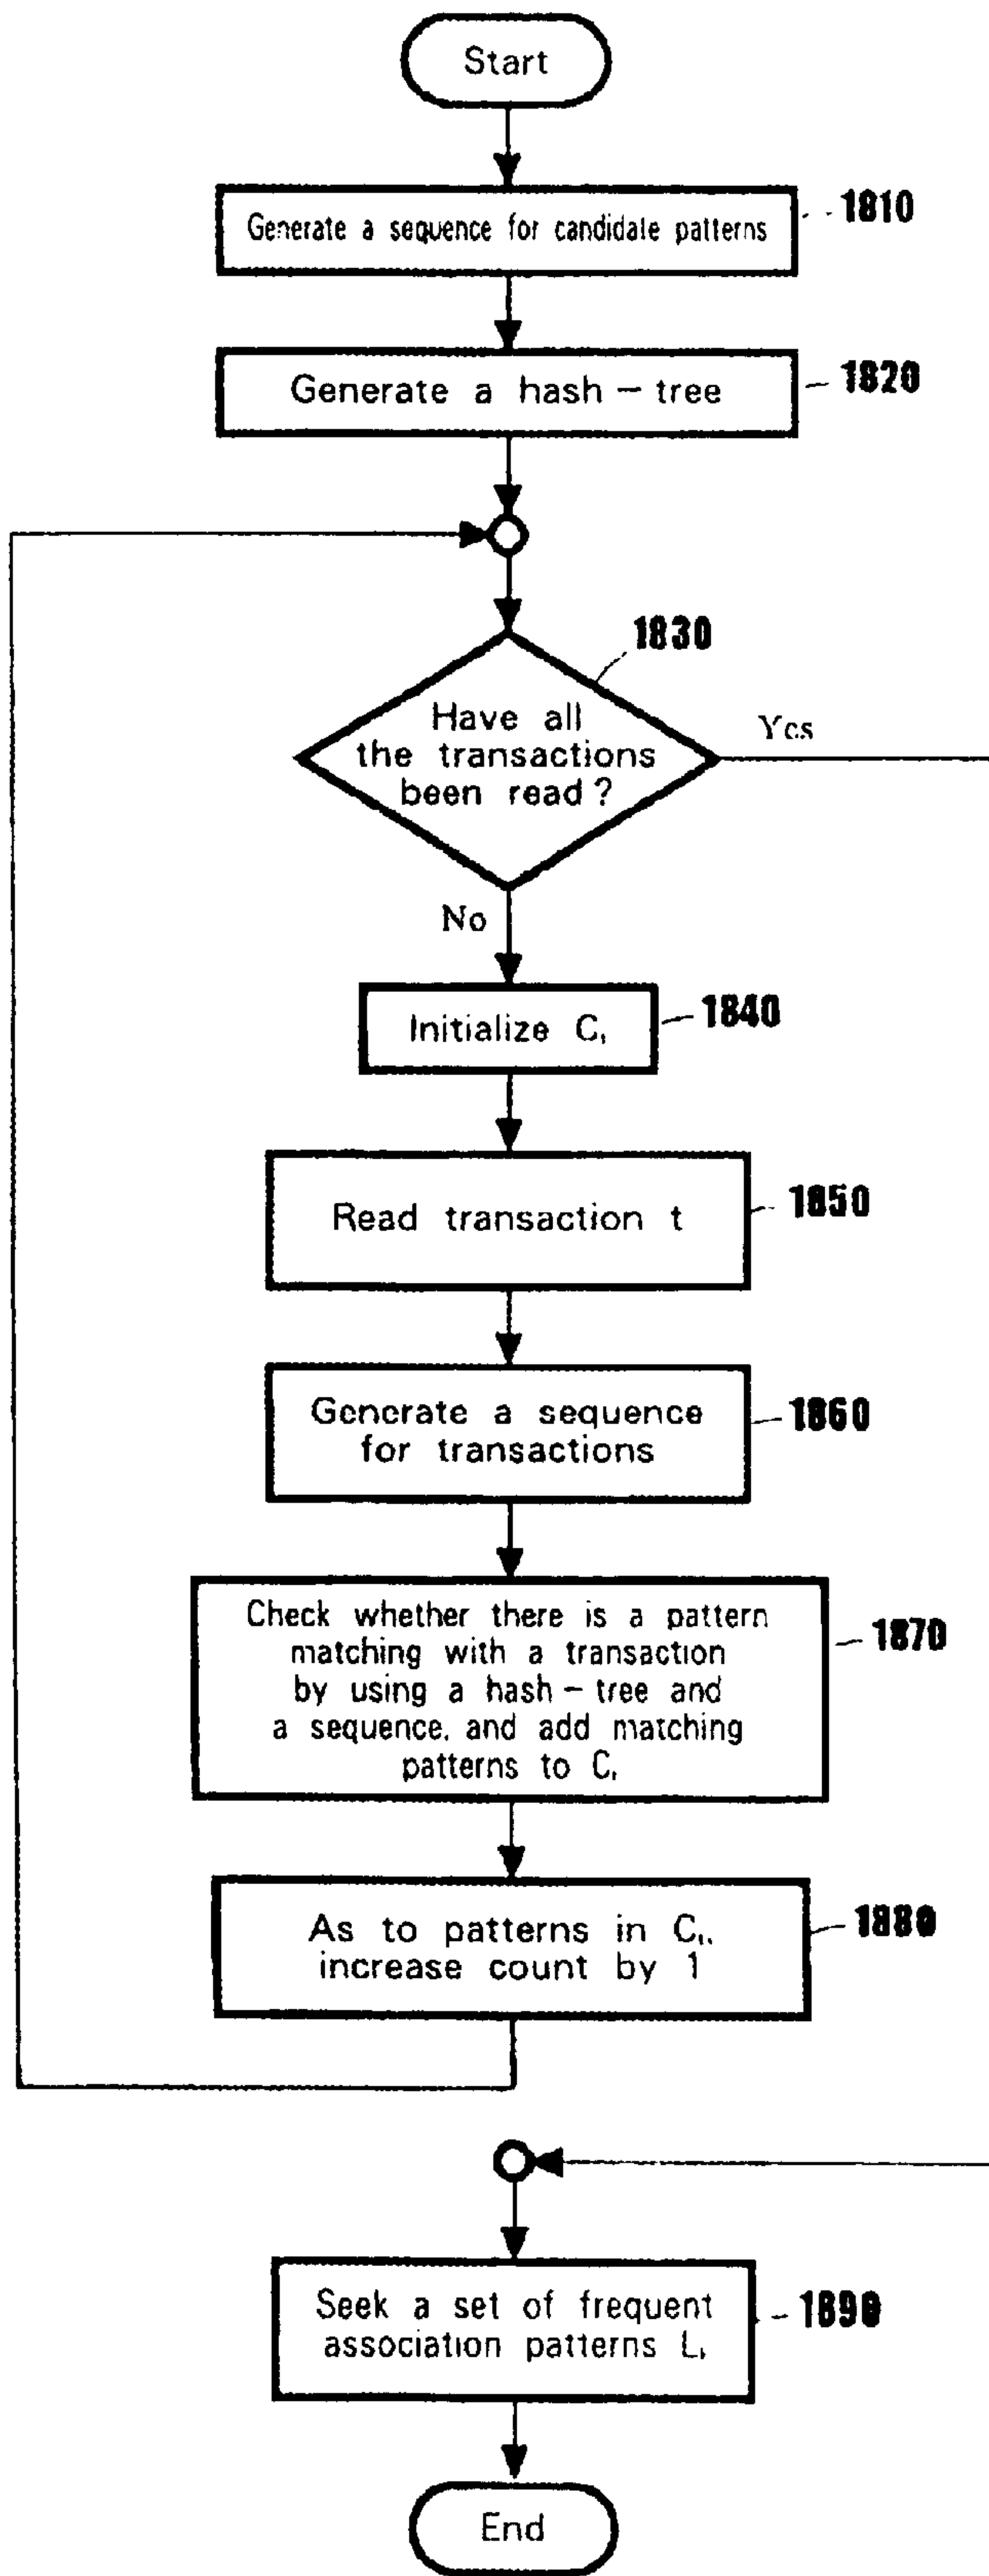 Start
Generate a sequence for candidale patterns
1810
Generate a hash-tree
1820
1830
Have all
the transactions
been read?
Yes
No
Initialize Cₜ
1840
Read transaction t
1850
Generate a sequence
for transactions
1860
Check whether there is a pattern
matching with a transaction
by using a hash-tree and
a sequence, and add matching
patterns to Cₜ
1870
As to patterns in Cₜ,
increase count by 1
1880
Seek a set of frequent
association patterns
1890
End